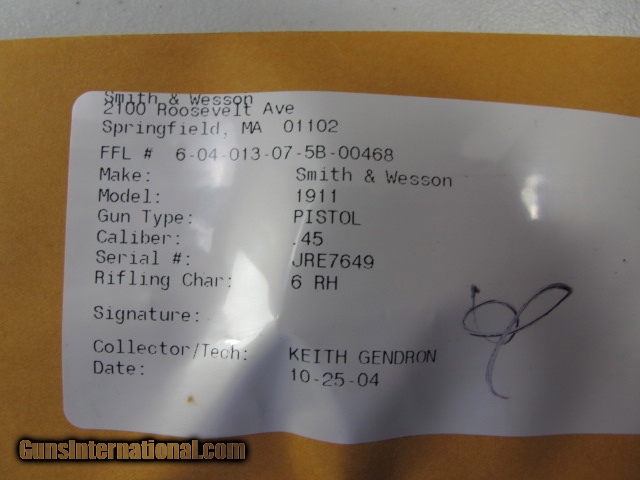 Smith & Wesson
2100 Roosevelt Ave
Springfield, MA 01102
FFL # 6-04-013-07-5B-00468
Make: Smith & Wesson
Model: 1911
Gun Type: PISTOL
Caliber: .45
Serial #: JRE7649
Rifling Char: 6 RH
Signature:
Collector/Tech: KEITH GENDRON
Date: 10-25-04
GunsInternational.com